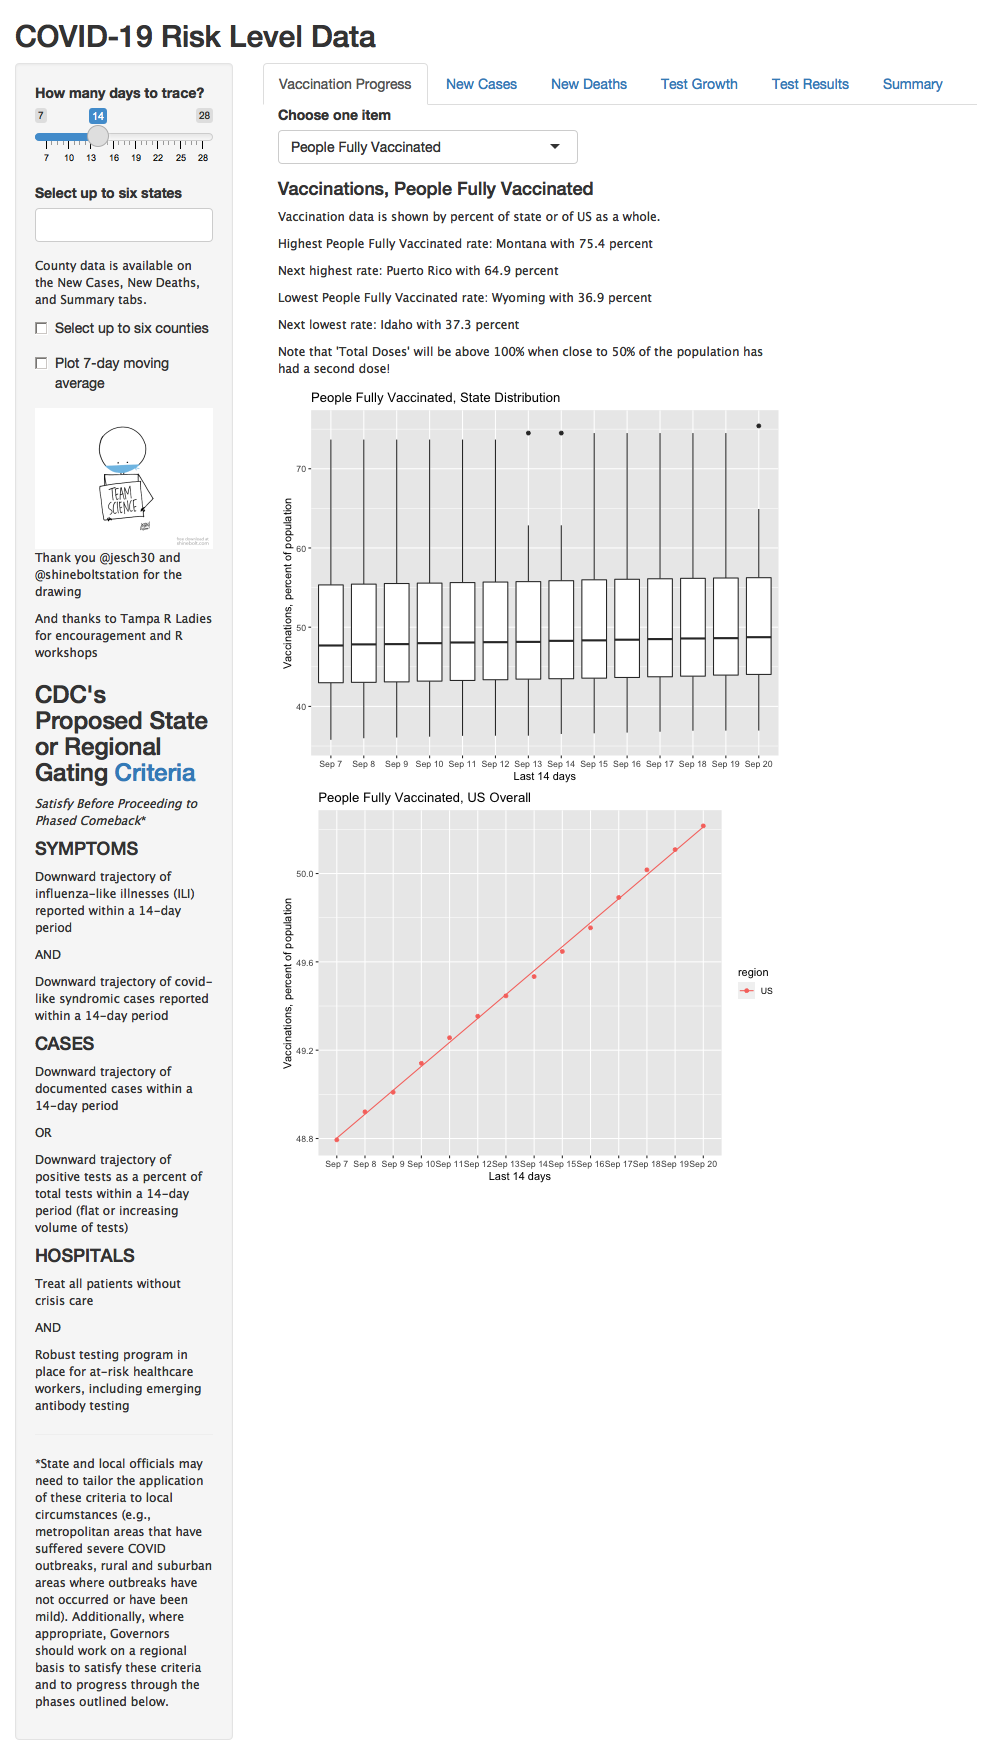 COVID-19 Risk Level Data
How many days to trace?
7 14 28
7 10 13 16 19 22 25 28
Select up to six states
County data is available on
the New Cases, New Deaths,
and Summary tabs.
Select up to six counties
Plot 7-day moving
average
TEAM
SCIENCE
Thank you @jesch30 and
@shineboltstation for the
drawing
And thanks to Tampa R Ladies
for encouragement and R
workshops
CDC's
Proposed State
or Regional
Gating Criteria
Satisfy Before Proceeding to
Phased Comeback*
SYMPTOMS
Downward trajectory of
influenza-like illnesses (ILI)
reported within a 14-day
period
AND
Downward trajectory of covid-
like syndromic cases reported
within a 14-day period
CASES
Downward trajectory of
documented cases within a
14-day period
OR
Downward trajectory of
positive tests as a percent of
total tests within a 14-day
period (flat or increasing
volume of tests)
HOSPITALS
Treat all patients without
crisis care
AND
Robust testing program in
place for at-risk healthcare
workers, including emerging
antibody testing
*State and local officials may
need to tailor the application
of these criteria to local
circumstances (e.g.,
metropolitan areas that have
suffered severe COVID
outbreaks, rural and suburban
areas where outbreaks have
not occurred or have been
mild). Additionally, where
appropriate, Governors
should work on a regional
basis to satisfy these criteria
and to progress through the
phases outlined below.
Vaccination Progress New Cases New Deaths Test Growth Test Results Summary
Choose one item
People Fully Vaccinated
Vaccinations, People Fully Vaccinated
Vaccination data is shown by percent of state or of US as a whole.
Highest People Fully Vaccinated rate: Montana with 75.4 percent
Next highest rate: Puerto Rico with 64.9 percent
Lowest People Fully Vaccinated rate: Wyoming with 36.9 percent
Next lowest rate: Idaho with 37.3 percent
Note that 'Total Doses' will be above 100% when close to 50% of the population has
had a second dose!
People Fully Vaccinated, State Distribution
Vaccinations, percent of population
70
60
50
40
Sep 7 Sep 8 Sep 9 Sep 10 Sep 11 Sep 12 Sep 13 Sep 14 Sep 15 Sep 16 Sep 17 Sep 18 Sep 19 Sep 20
Last 14 days
People Fully Vaccinated, US Overall
Vaccinations, percent of population
50.0
49.6
49.2
48.8
region
US
Sep 7 Sep 8 Sep 9 Sep 10 Sep 11 Sep 12 Sep 13 Sep 14 Sep 15 Sep 16 Sep 17 Sep 18 Sep 19 Sep 20
Last 14 days